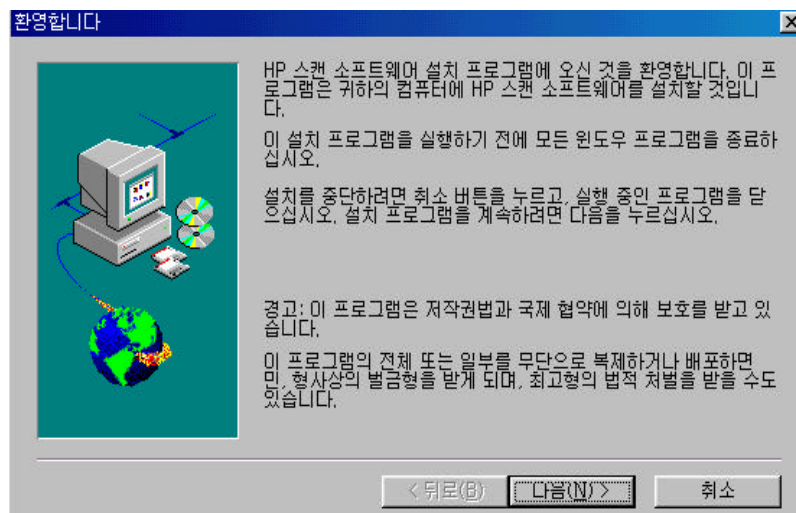 환영합니다
HP 스캔 소프트웨어 설치 프로그램에 오신 것을 환영합니다. 이 프
로그램은 귀하의 컴퓨터에 HP 스캔 소프트웨어를 설치할 것입니
다.
이 설치 프로그램을 실행하기 전에 모든 윈도우 프로그램을 종료하
십시오.
설치를 중단하려면 취소 버튼을 누르고, 실행 중인 프로그램을 닫
으십시오. 설치 프로그램을 계속하려면 다음을 누르십시오.
경고: 이 프로그램은 저작권법과 국제 협약에 의해 보호를 받고 있
습니다.
이 프로그램의 전체 또는 일부를 무단으로 복제하거나 배포하면
민, 형사상의 벌금형을 받게 되며, 최고형의 법적 처벌을 받을 수도
있습니다.
< 뒤로(B) 다음(N) > 취소